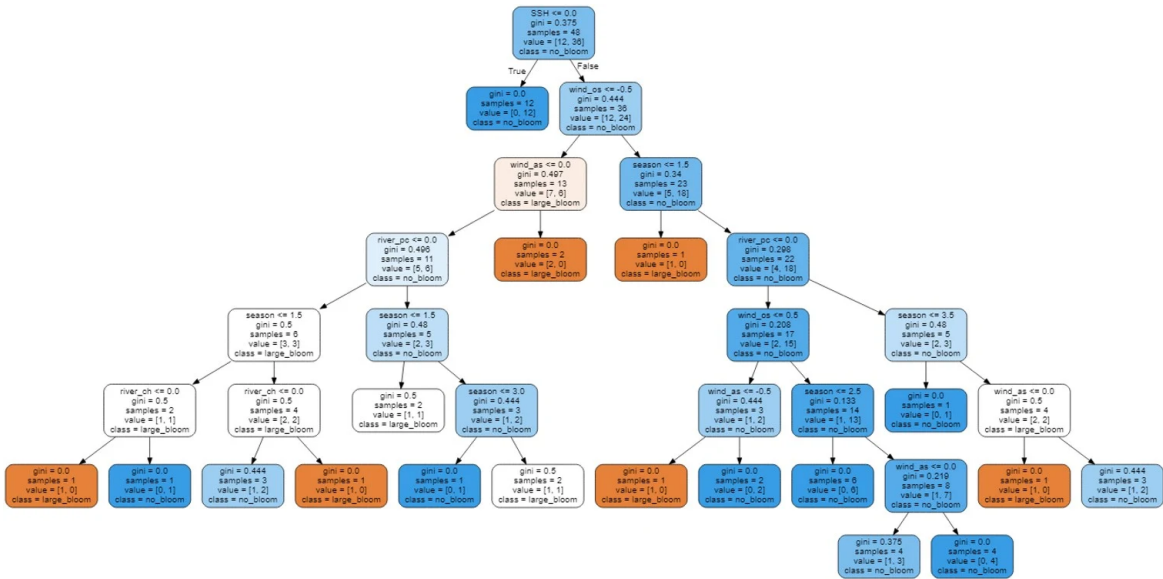 SSH <= 0.0
gini = 0.375
samples = 48
value = [12, 36]
class = no_bloom
True
False
gini = 0.0
samples = 12
value = [0, 12]
class = no_bloom
wind_os <= -0.5
gini = 0.444
samples = 36
value = [12, 24]
class = no_bloom
wind_as <= 0.0
gini = 0.497
samples = 13
value = [7, 6]
class = large_bloom
season <= 1.5
gini = 0.34
samples = 23
value = [5, 18]
class = no_bloom
river_pc <= 0.0
gini = 0.496
samples = 11
value = [5, 6]
class = no_bloom
gini = 0.0
samples = 2
value = [2, 0]
class = large_bloom
gini = 0.0
samples = 1
value = [1, 0]
class = large_bloom
river_pc <= 0.0
gini = 0.298
samples = 22
value = [4, 18]
class = no_bloom
season <= 1.5
gini = 0.5
samples = 6
value = [3, 3]
class = large_bloom
season <= 1.5
gini = 0.48
samples = 5
value = [2, 3]
class = no_bloom
wind_os <= 0.5
gini = 0.208
samples = 17
value = [2, 15]
class = no_bloom
season <= 3.5
gini = 0.48
samples = 5
value = [2, 3]
class = no_bloom
river_ch <= 0.0
gini = 0.5
samples = 2
value = [1, 1]
class = large_bloom
river_ch <= 0.0
gini = 0.5
samples = 4
value = [2, 2]
class = large_bloom
gini = 0.5
samples = 2
value = [1, 1]
class = large_bloom
season <= 3.0
gini = 0.444
samples = 3
value = [1, 2]
class = no_bloom
wind_as <= -0.5
gini = 0.444
samples = 3
value = [1, 2]
class = no_bloom
season <= 2.5
gini = 0.133
samples = 14
value = [1, 13]
class = no_bloom
gini = 0.0
samples = 1
value = [0, 1]
class = no_bloom
wind_as <= 0.0
gini = 0.5
samples = 4
value = [2, 2]
class = large_bloom
gini = 0.0
samples = 1
value = [1, 0]
class = large_bloom
gini = 0.0
samples = 1
value = [0, 1]
class = no_bloom
gini = 0.444
samples = 3
value = [1, 2]
class = no_bloom
gini = 0.0
samples = 1
value = [1, 0]
class = large_bloom
gini = 0.0
samples = 1
value = [0, 1]
class = no_bloom
gini = 0.5
samples = 2
value = [1, 1]
class = large_bloom
gini = 0.0
samples = 1
value = [1, 0]
class = large_bloom
gini = 0.0
samples = 2
value = [0, 2]
class = no_bloom
gini = 0.0
samples = 6
value = [0, 6]
class = no_bloom
wind_as <= 0.0
gini = 0.219
samples = 8
value = [1, 7]
class = no_bloom
gini = 0.0
samples = 1
value = [1, 0]
class = large_bloom
gini = 0.444
samples = 3
value = [1, 2]
class = no_bloom
gini = 0.375
samples = 4
value = [1, 3]
class = no_bloom
gini = 0.0
samples = 4
value = [0, 4]
class = no_bloom